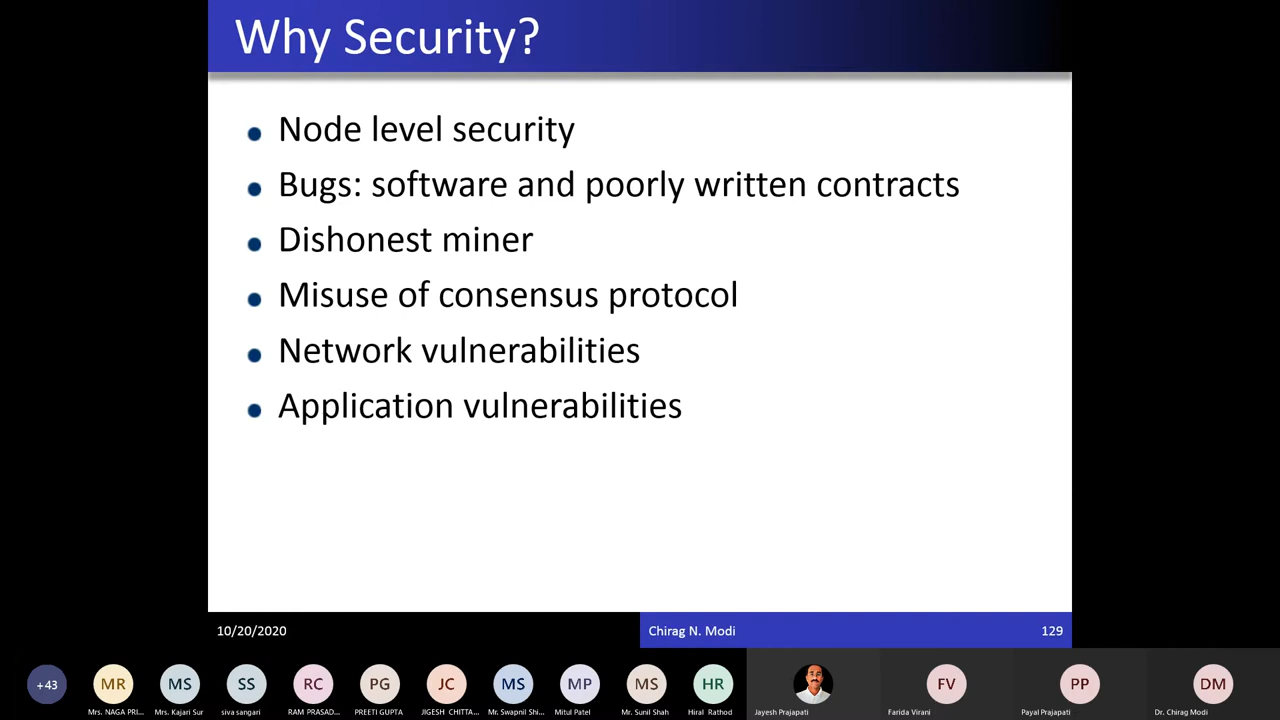 Why Security?
Node level security
Bugs: software and poorly written contracts
Dishonest miner
Misuse of consensus protocol
Network vulnerabilities
Application vulnerabilities
10/20/2020
Chirag N. Modi
129
+43
MR
MS
SS
RC
PG
JC
MS
MP
MS
HR
FV
PP
DM
Mrs. NAGA PRI...
Mrs. Kajari Sur
siva sangari
RAM PRASAD...
PREETI GUPTA
JIGESH CHITTA...
Mr. Swapnil Shi...
Mitul Patel
Mr. Sunil Shah
Hiral Rathod
Jayesh Prajapati
Farida Virani
Payal Prajapati
Dr. Chirag Modi